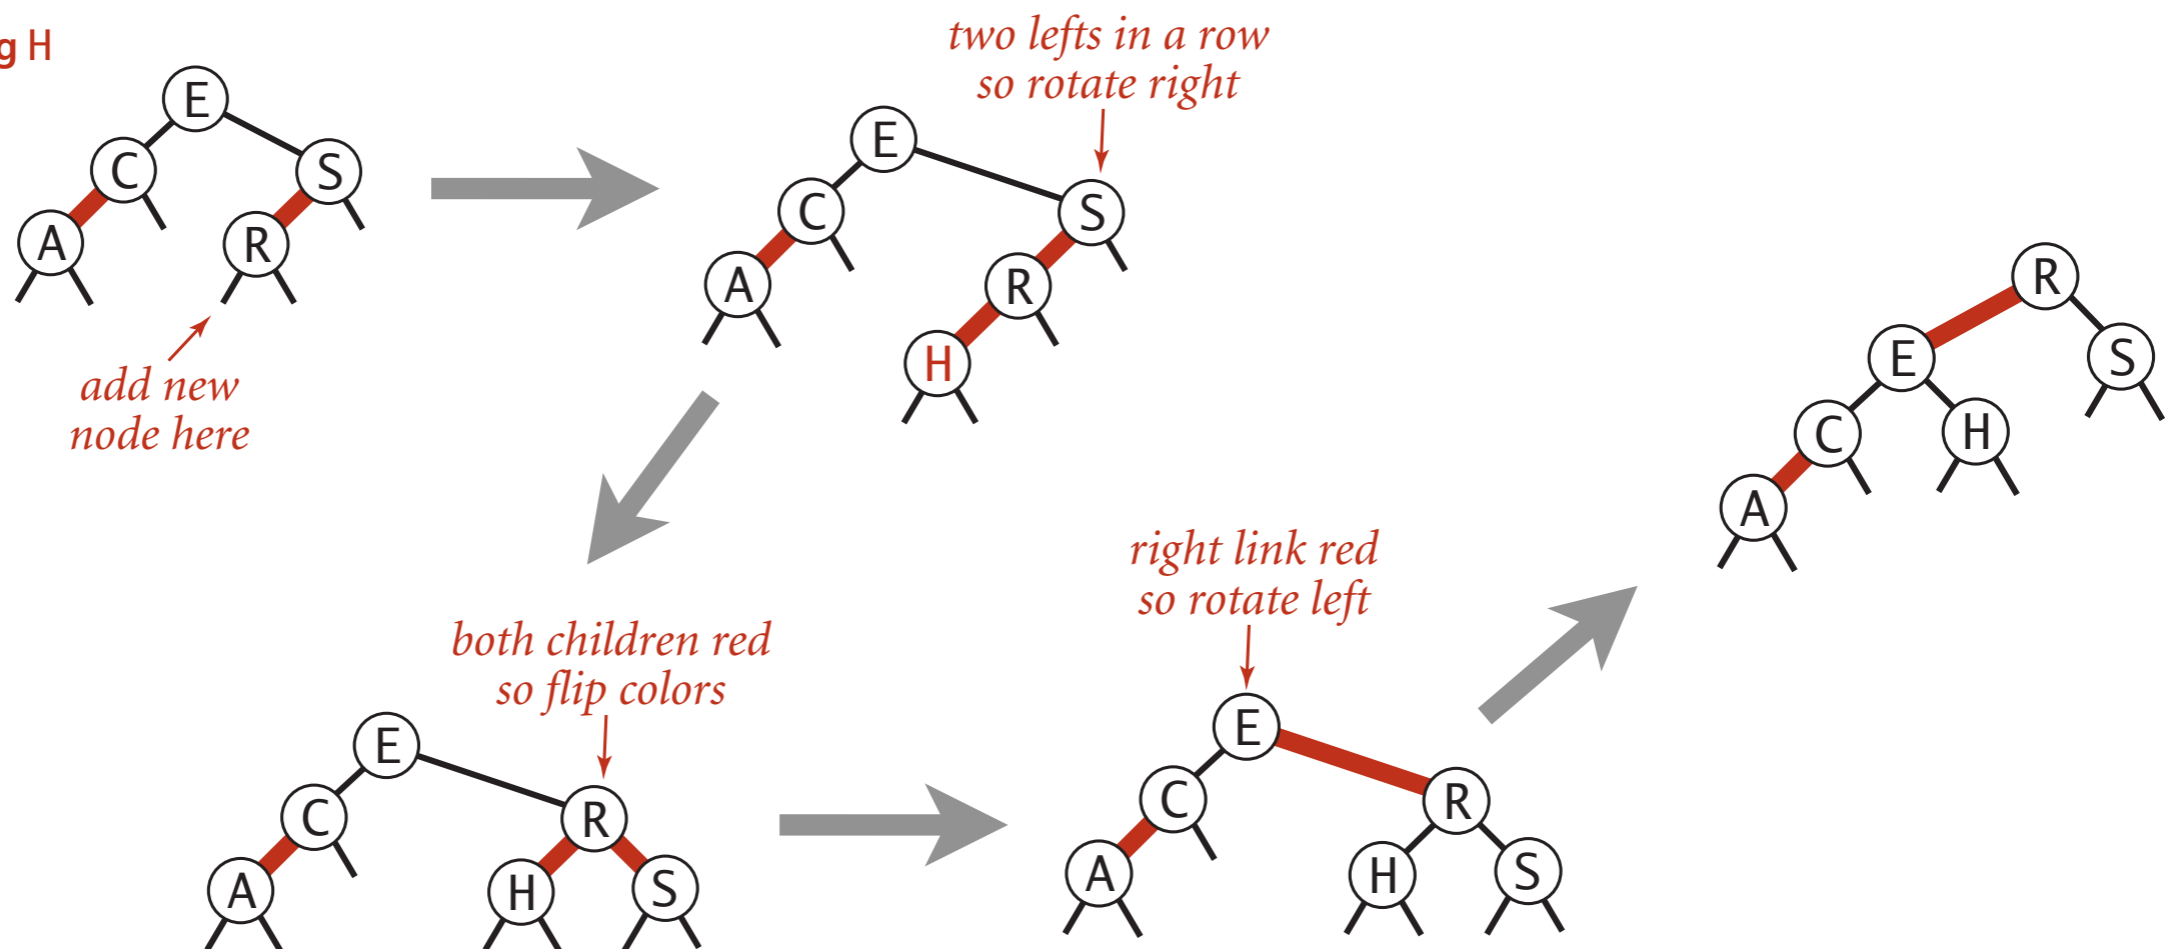 g H
E
C
S
A
R
add new
node here
two lefts in a row
so rotate right
E
C
S
A
R
H
both children red
so flip colors
E
C
R
A
H
S
right link red
so rotate left
E
C
R
A
H
S
R
E
S
C
H
A